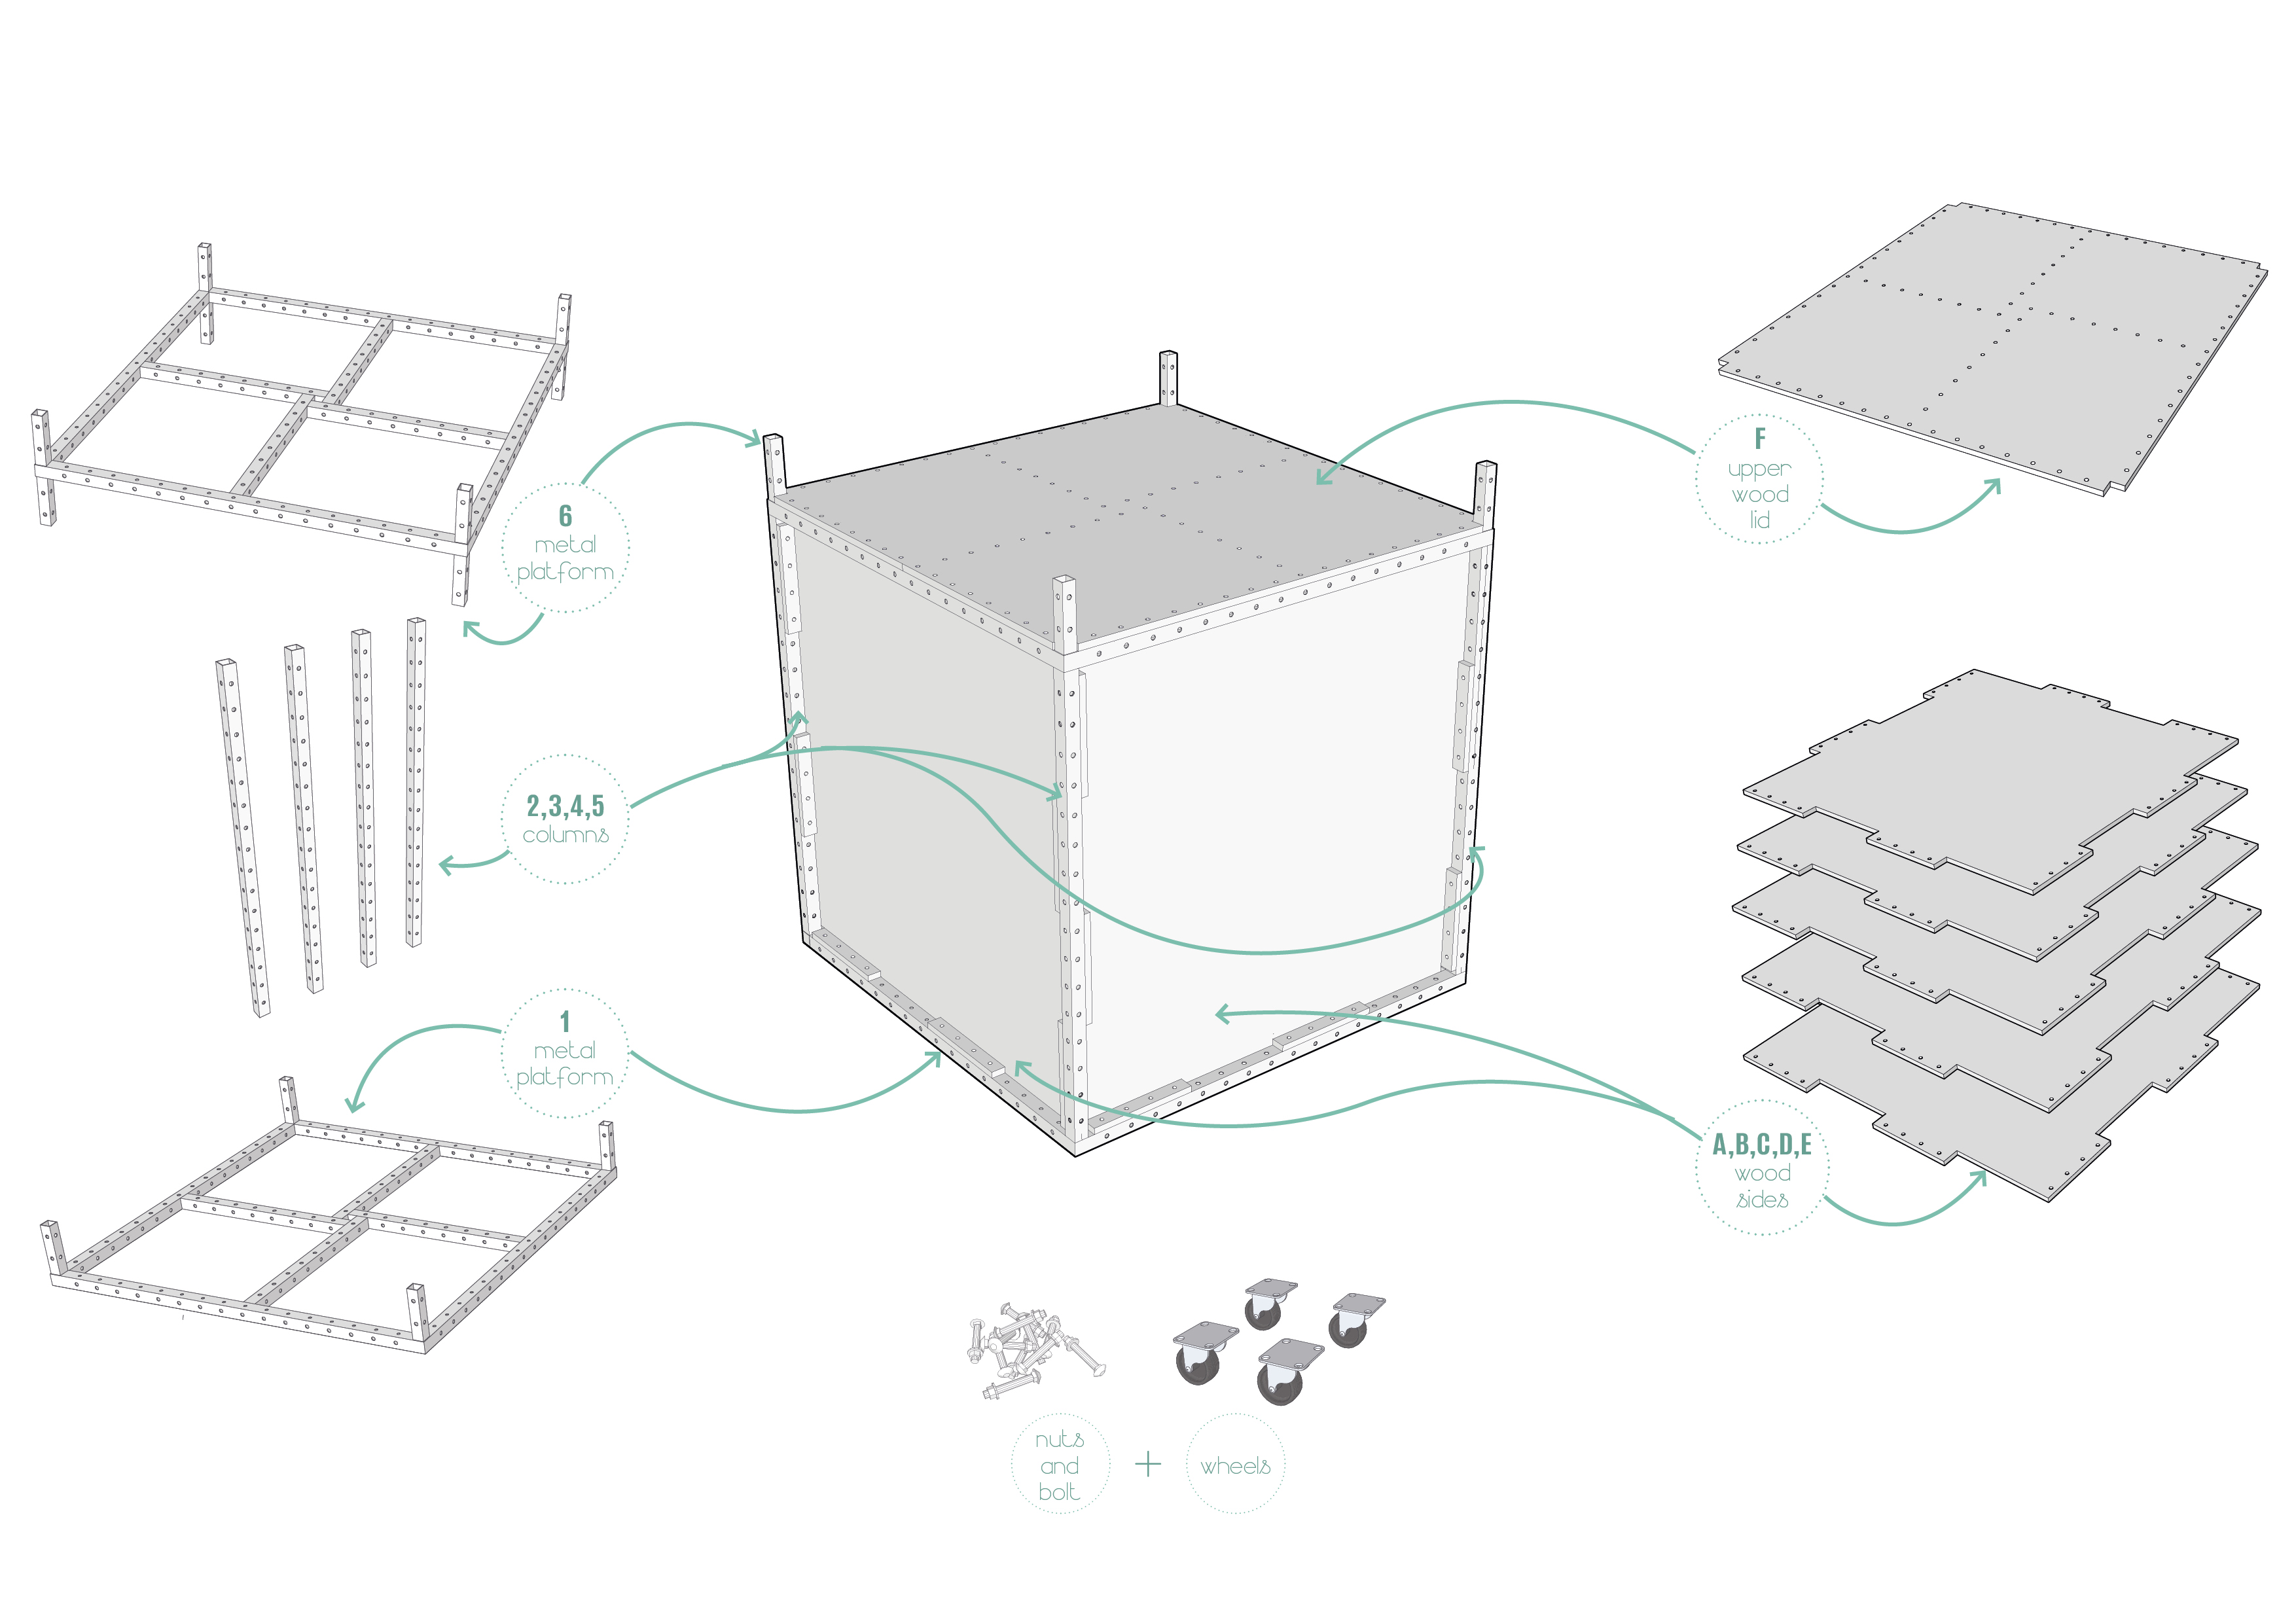 6
metal
platform
F
upper
wood
lid
2,3,4,5
columns
1
metal
platform
A,B,C,D,E
wood
sides
nuts
and
bolt
+
wheels